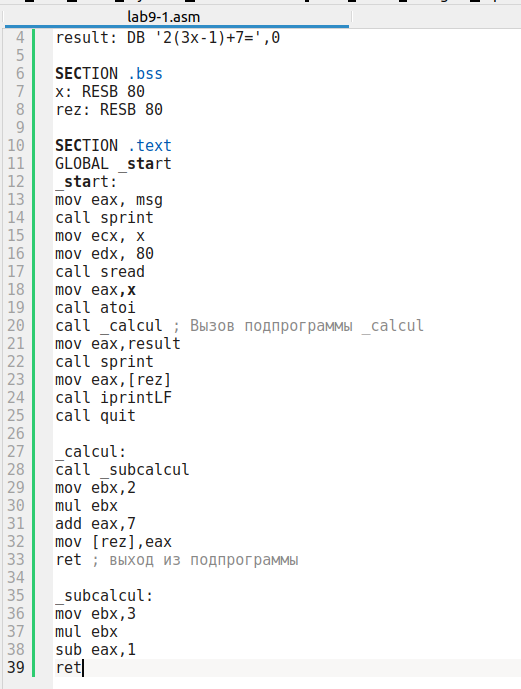 lab9-1.asm
4 result: DB '2(3x-1)+7=',0
5
6 SECTION .bss
7 x: RESB 80
8 rez: RESB 80
9
10 SECTION .text
11 GLOBAL _start
12 _start:
13 mov eax, msg
14 call sprint
15 mov ecx, x
16 mov edx, 80
17 call sread
18 mov eax,x
19 call atoi
20 call _calcul ; Вызов подпрограммы _calcul
21 mov eax,result
22 call sprint
23 mov eax,[rez]
24 call iprintLF
25 call quit
26
27 _calcul:
28 call _subcalcul
29 mov ebx,2
30 mul ebx
31 add eax,7
32 mov [rez],eax
33 ret ; выход из подпрограммы
34
35 _subcalcul:
36 mov ebx,3
37 mul ebx
38 sub eax,1
39 ret